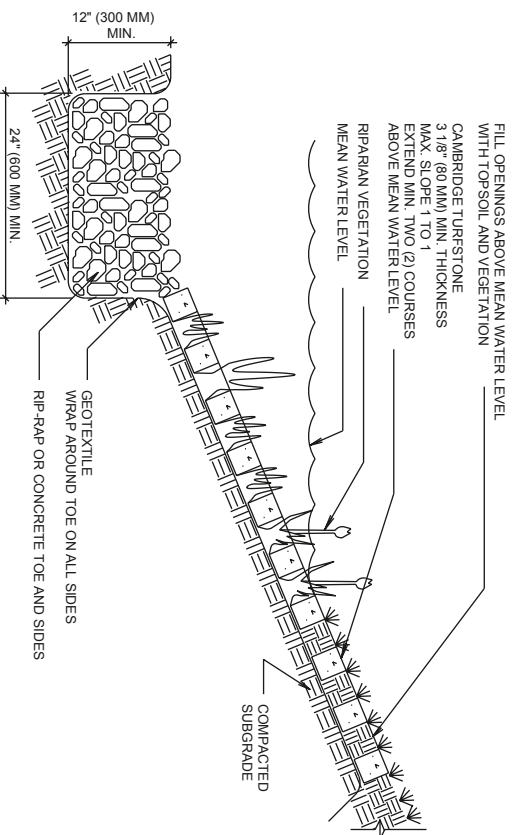 FILL OPENINGS ABOVE MEAN WATER LEVEL
WITH TOPSOIL AND VEGETATION
CAMBRIDGE TURFSTONE
3 1/8" (80 MM) MIN. THICKNESS
MAX. SLOPE 1 TO 1
EXTEND MIN. TWO (2) COURSES
ABOVE MEAN WATER LEVEL
RIPARIAN VEGETATION
MEAN WATER LEVEL
12" (300 MM)
MIN.
24" (600 MM) MIN.
COMPACTED
SUBGRADE
GEOTEXTILE
WRAP AROUND TOE ON ALL SIDES
RIP-RAP OR CONCRETE TOE AND SIDES